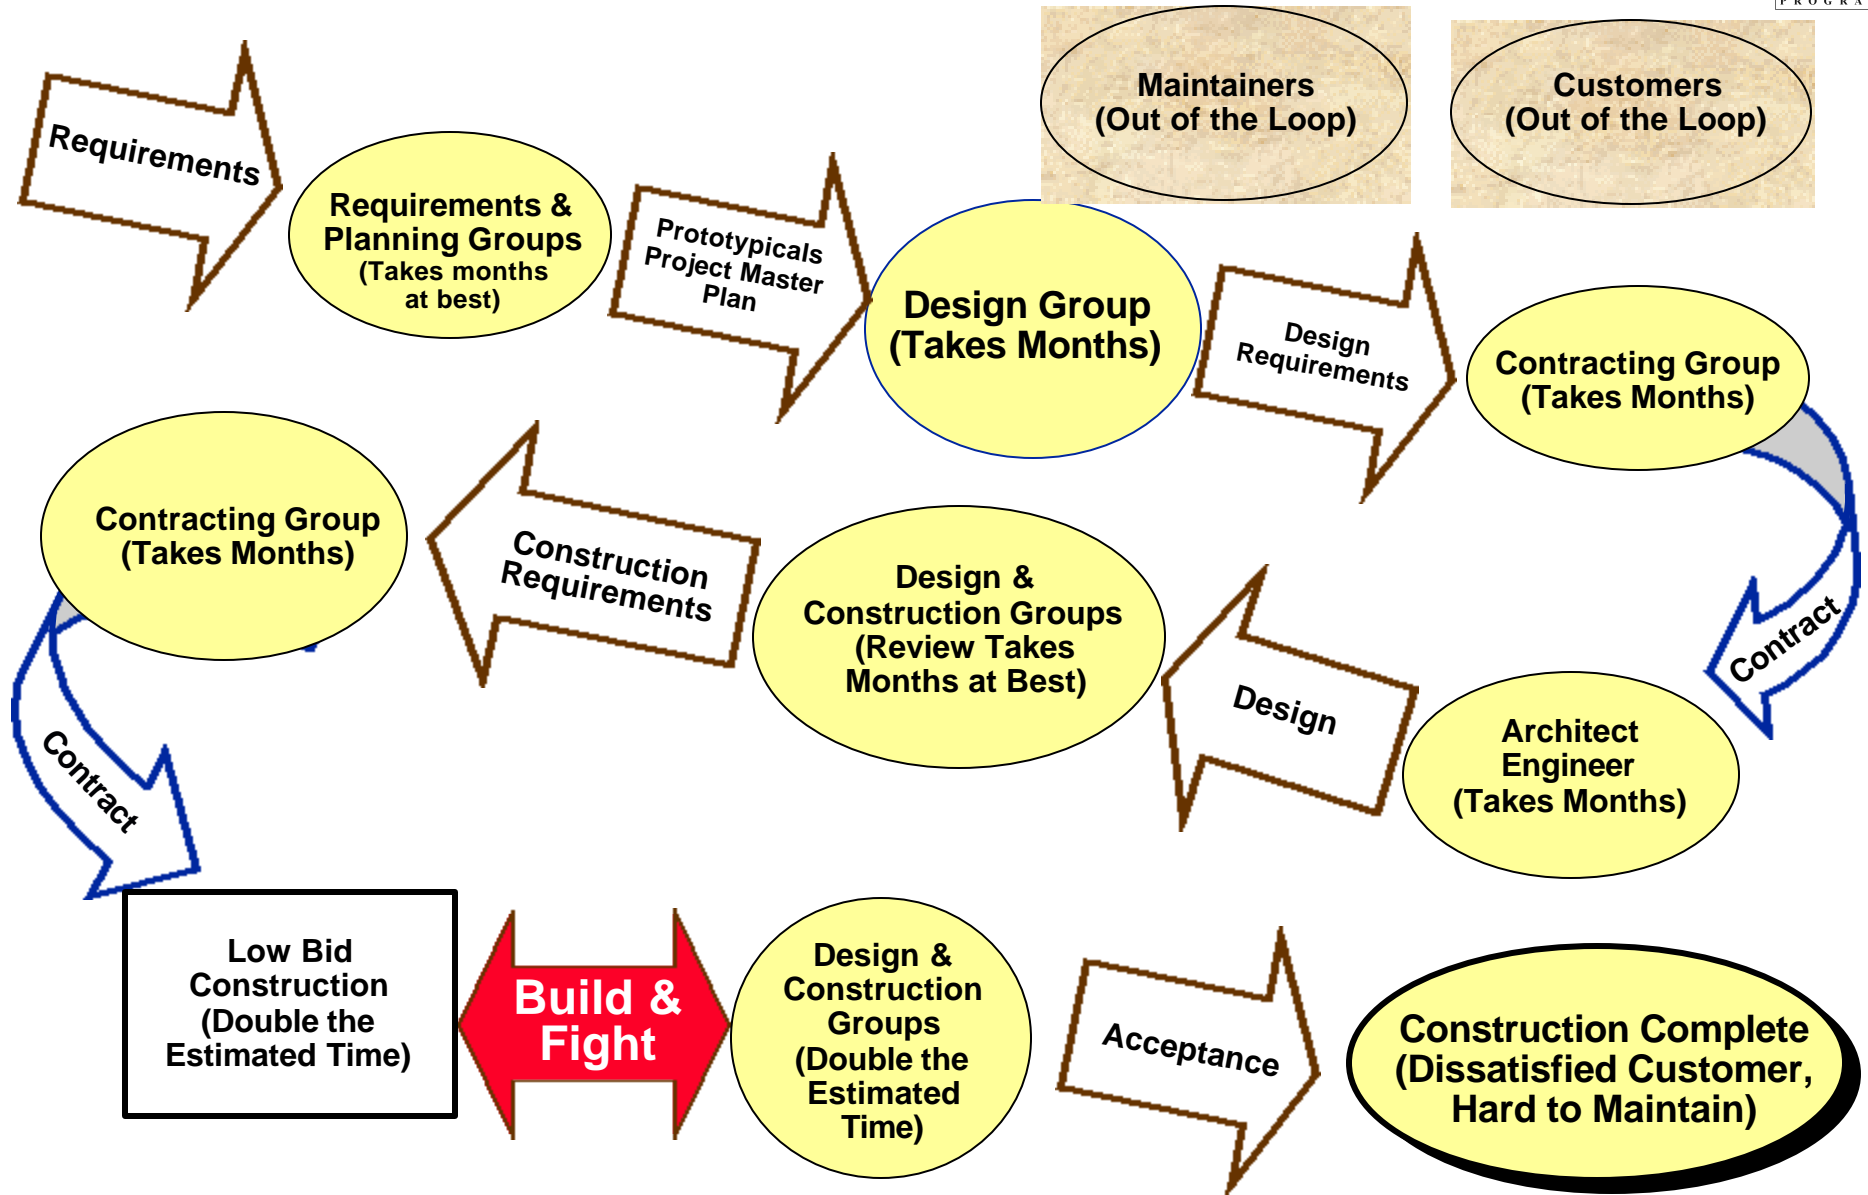 P R O G R A
Maintainers
(Out of the Loop)
Customers
(Out of the Loop)
Requirements
Requirements &
Planning Groups
(Takes months
at best)
Prototypicals
Project Master
Plan
Design Group
(Takes Months)
Design
Requirements
Contracting Group
(Takes Months)
Contract
Architect
Engineer
(Takes Months)
Design
Design &
Construction Groups
(Review Takes
Months at Best)
Construction
Requirements
Contracting Group
(Takes Months)
Contract
Low Bid
Construction
(Double the
Estimated Time)
Build &
Fight
Design &
Construction
Groups
(Double the
Estimated
Time)
Acceptance
Construction Complete
(Dissatisfied Customer,
Hard to Maintain)